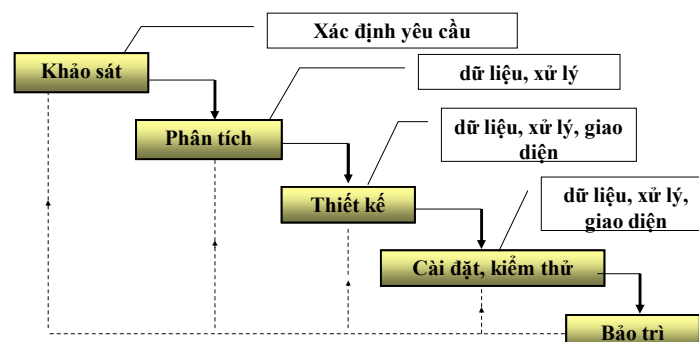 Xác định yêu cầu
Khảo sát
dữ liệu, xử lý
Phân tích
dữ liệu, xử lý, giao
diện
Thiết kế
dữ liệu, xử lý,
giao diện
Cài đặt, kiểm thử
Bảo trì